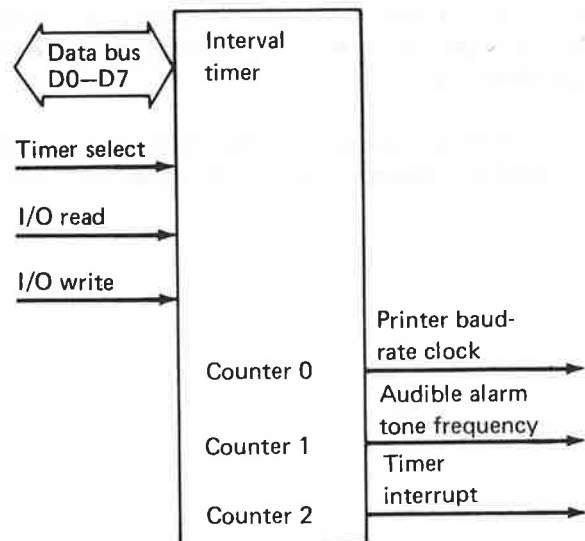 Data bus
D0—D7
Interval
timer
Timer select
I/O read
I/O write
Printer baud-
rate clock
Counter 0
Audible alarm
tone frequency
Counter 1
Timer
interrupt
Counter 2